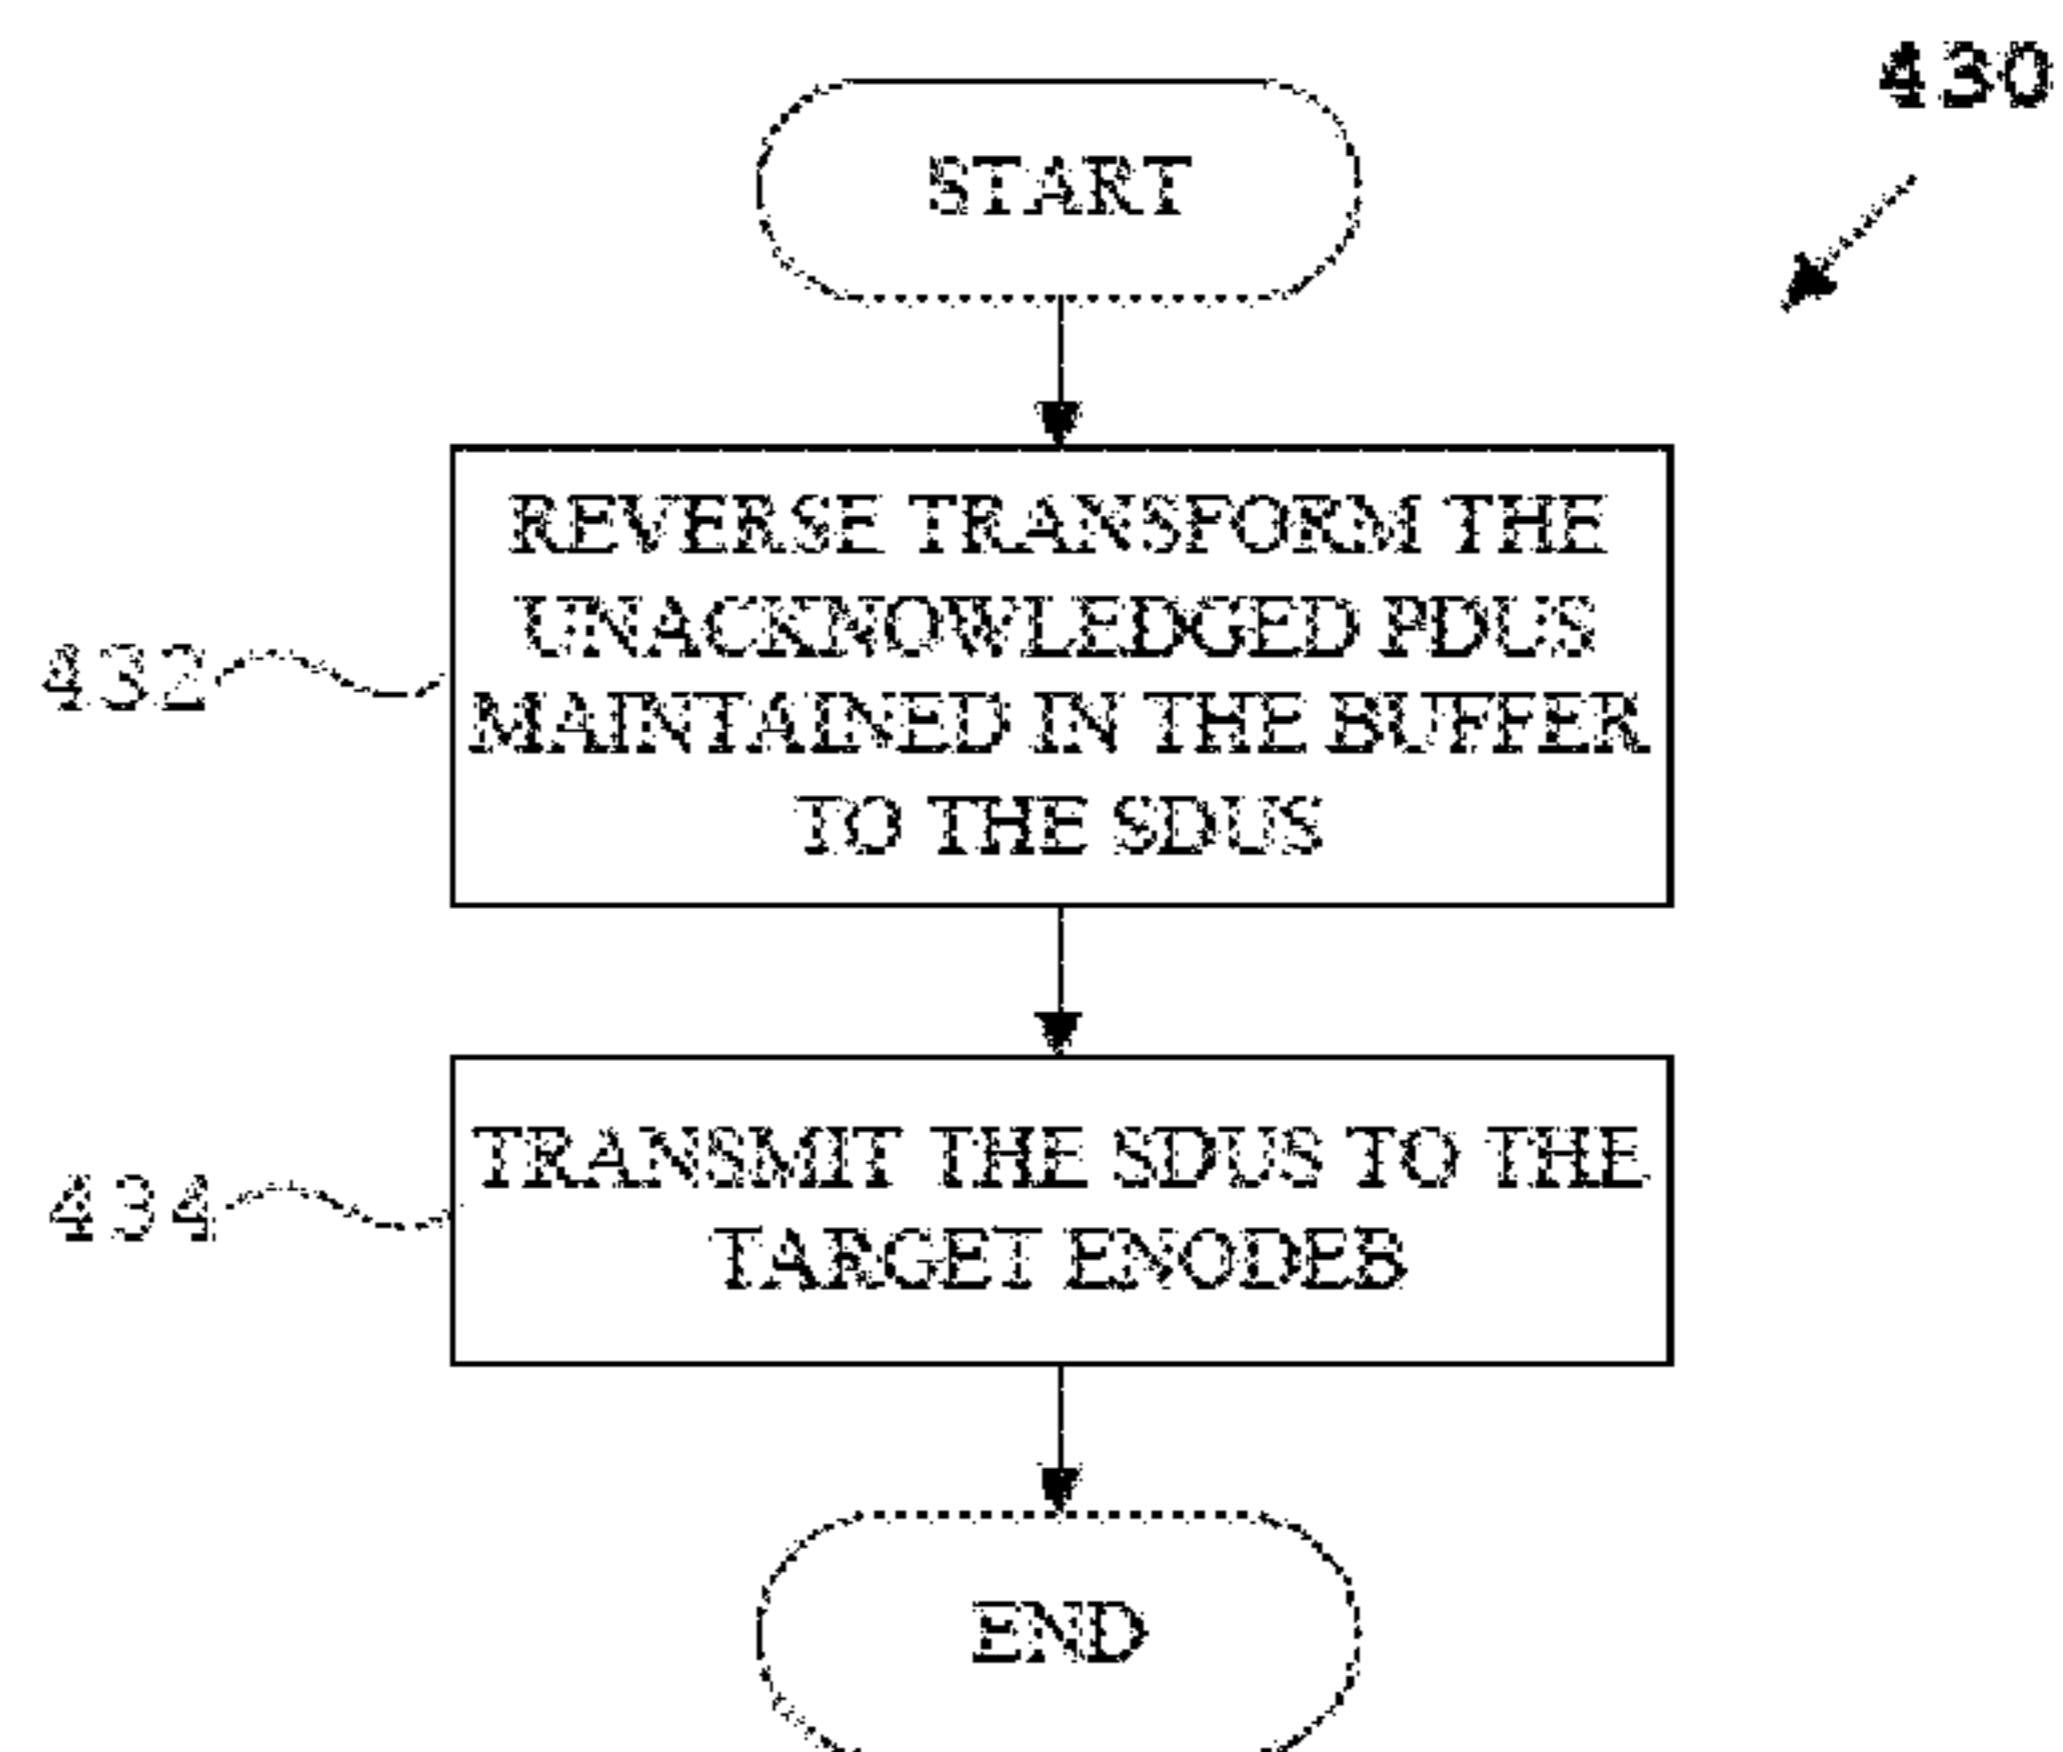 430
START
REVERSE TRANSFORM THE
UNACKNOWLEDGED PDUS
MAINTAINED IN THE BUFFER
TO THE SDUS
432
TRANSMIT THE SDUS TO THE
TARGET ENODEB
434
END